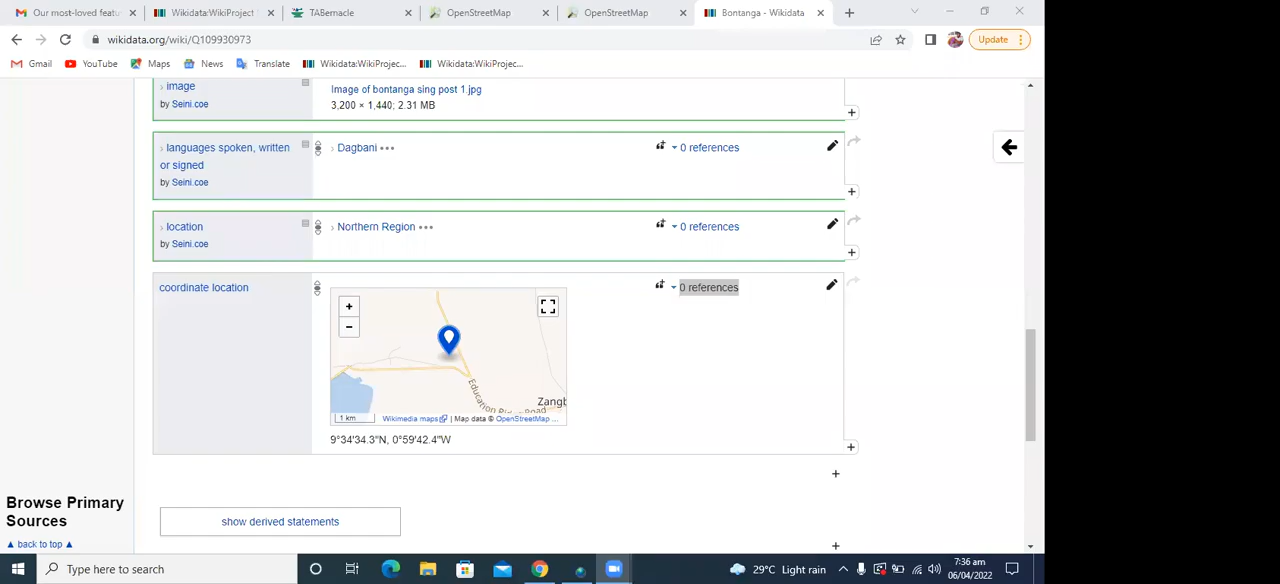 Our most-loved featu
Wikidata:WikiProject S
TABernacle
OpenStreetMap
OpenStreetMap
Bontanga - Wikidata
wikidata.org/wiki/Q109930973
Update
Gmail
YouTube
Maps
News
Translate
Wikidata:WikiProjec...
Wikidata:WikiProjec...
image
by Seini.coe
Image of bontanga sing post 1.jpg
3,200 × 1,440; 2.31 MB
languages spoken, written
or signed
by Seini.coe
Dagbani
0 references
location
by Seini.coe
Northern Region
0 references
coordinate location
0 references
+
−
Education Ridge Road
Zangb
1 km
Wikimedia maps | Map data © OpenStreetMap ...
9°34'34.3"N, 0°59'42.4"W
Browse Primary
Sources
▲ back to top ▲
show derived statements
Type here to search
29°C Light rain
7:36 am
06/04/2022